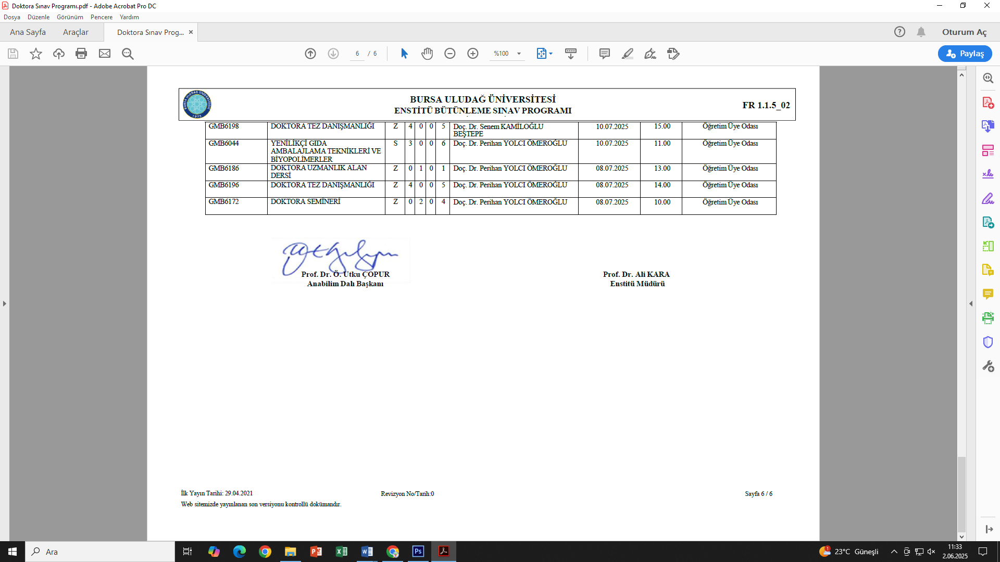 Doktora Sınav Programı.pdf - Adobe Acrobat Pro DC
Dosya Düzenle Görünüm Pencere Yardım
Ana Sayfa Araçlar Doktora Sınav Prog... Oturum Aç
6 / 6 %100 Paylaş
BURSA ULUDAĞ ÜNİVERSİTESİ
1975
BURSA ULUDAĞ ÜNİVERSİTESİ
ENSTİTÜ BÜTÜNLEME SINAV PROGRAMI
FR 1.1.5_02
GMB6198 DOKTORA TEZ DANIŞMANLIĞI Z 4 0 0 5 Doç. Dr. Senem KAMİLOĞLU 10.07.2025 15.00 Öğretim Üye Odası
BEŞTEPE
GMB6044 YENİLİKÇİ GIDA S 3 0 0 6 Doç. Dr. Perihan YOLCI ÖMEROĞLU 10.07.2025 11.00 Öğretim Üye Odası
AMBALAJLAMA TEKNİKLERİ VE
BİYOPOLİMERLER
GMB6186 DOKTORA UZMANLIK ALAN Z 0 1 0 1 Doç. Dr. Perihan YOLCI ÖMEROĞLU 08.07.2025 13.00 Öğretim Üye Odası
DERSİ
GMB6196 DOKTORA TEZ DANIŞMANLIĞI Z 4 0 0 5 Doç. Dr. Perihan YOLCI ÖMEROĞLU 08.07.2025 14.00 Öğretim Üye Odası
GMB6172 DOKTORA SEMİNERİ Z 0 2 0 4 Doç. Dr. Perihan YOLCI ÖMEROĞLU 08.07.2025 10.00 Öğretim Üye Odası
Prof. Dr. Ö. Utku ÇOPUR
Anabilim Dalı Başkanı
Prof. Dr. Ali KARA
Enstitü Müdürü
İlk Yayın Tarihi: 29.04.2021 Revizyon No/Tarih:0 Sayfa 6 / 6
Web sitemizde yayınlanan son versiyonu kontrollü dokümandır.
Ara
1 23°C Güneşli
11:33
2.06.2025